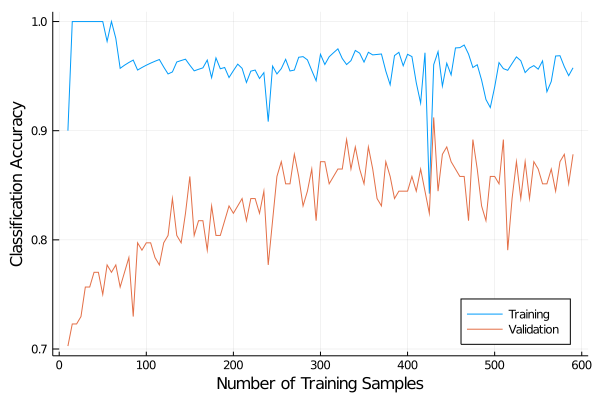 1.0
0.9
0.8
0.7
Classification Accuracy
0 100 200 300 400 500 600
Number of Training Samples
Training
Validation